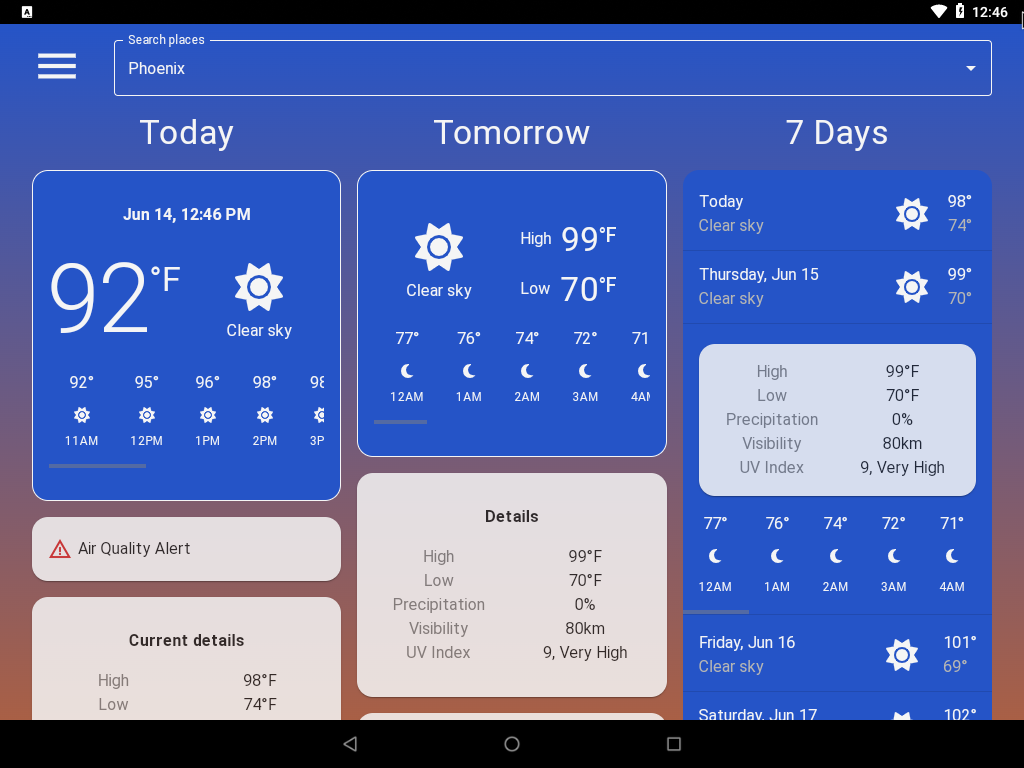 12:46
Search places
Phoenix
Today
Jun 14, 12:46 PM
92°F
Clear sky
92° 95° 96° 98° 98
11AM 12PM 1PM 2PM 3P
Air Quality Alert
Current details
High 98°F
Low 74°F
Tomorrow
Clear sky
High 99°F
Low 70°F
77° 76° 74° 72° 71
12AM 1AM 2AM 3AM 4AM
Details
High 99°F
Low 70°F
Precipitation 0%
Visibility 80km
UV Index 9, Very High
7 Days
Today 98°
Clear sky 74°
Thursday, Jun 15 99°
Clear sky 70°
High 99°F
Low 70°F
Precipitation 0%
Visibility 80km
UV Index 9, Very High
77° 76° 74° 72° 71°
12AM 1AM 2AM 3AM 4AM
Friday, Jun 16 101°
Clear sky 69°
Saturday, Jun 17 102°